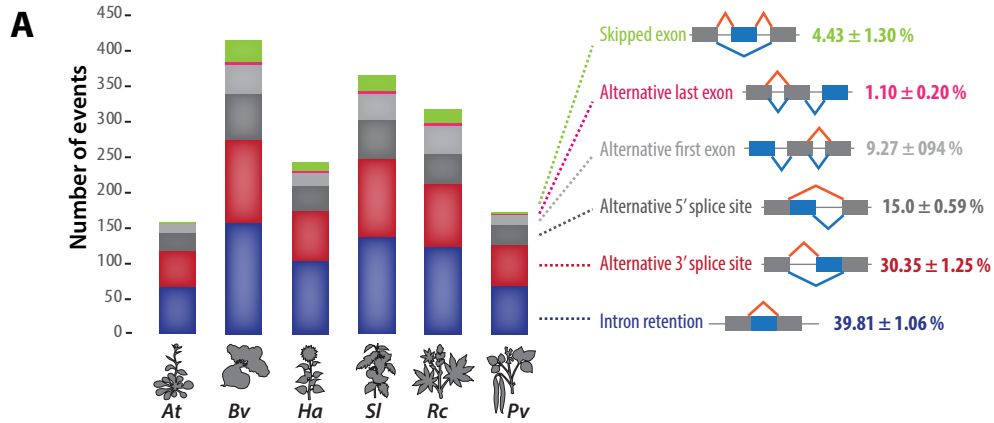 A
Number of events
450
400
350
300
250
200
150
100
50
0
At
Bv
Ha
Sl
Rc
Pv
Skipped exon 4.43 ± 1.30 %
Alternative last exon 1.10 ± 0.20 %
Alternative first exon 9.27 ± 094 %
Alternative 5' splice site 15.0 ± 0.59 %
Alternative 3' splice site 30.35 ± 1.25 %
Intron retention 39.81 ± 1.06 %